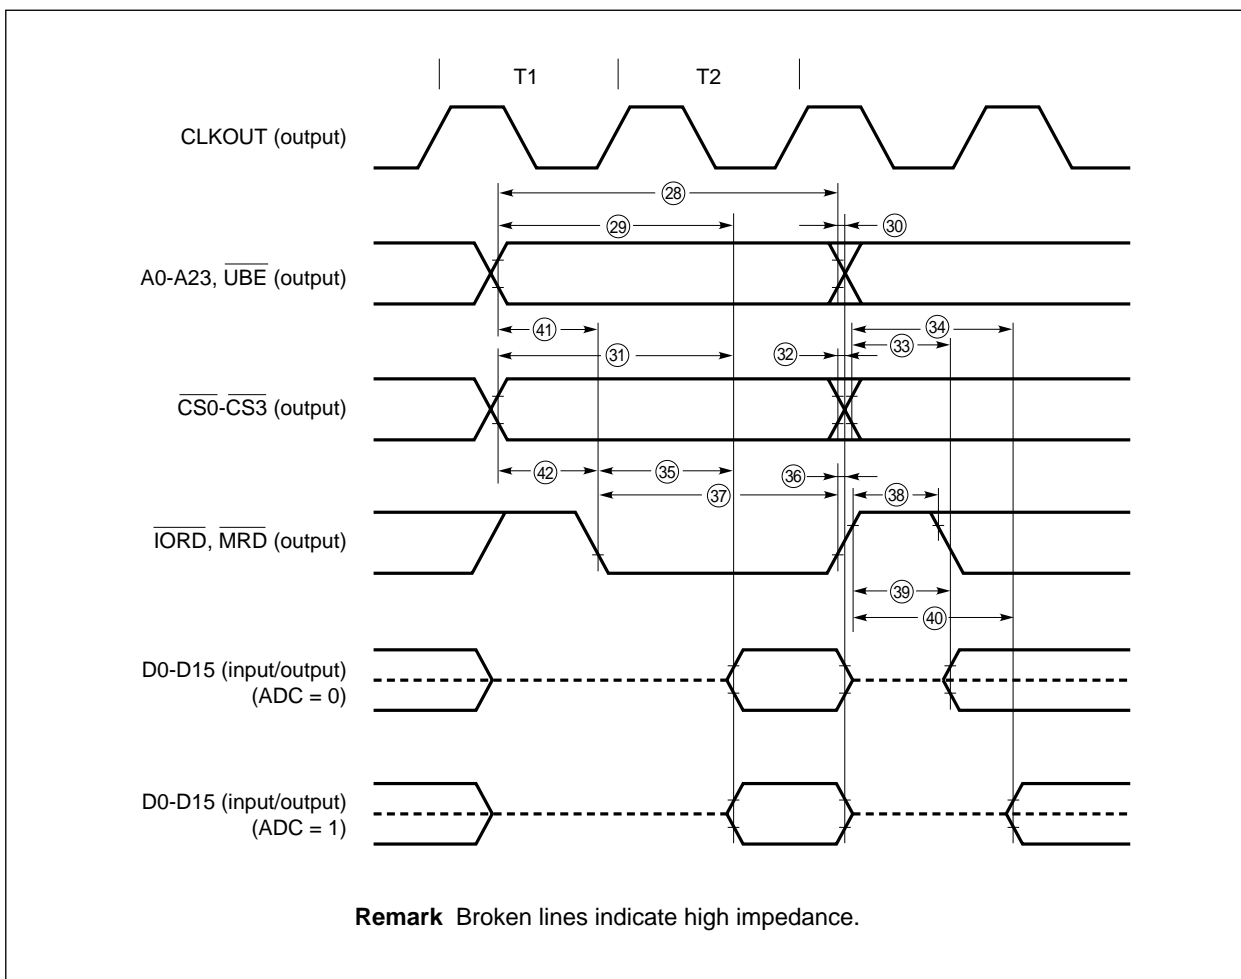 T1 T2
CLKOUT (output)
28
29 30
A0-A23, UBE (output)
41 34
31 32 33
CS0-CS3 (output)
42 35 36
37 38
IORD, MRD (output)
39
40
D0-D15 (input/output)
(ADC = 0)
D0-D15 (input/output)
(ADC = 1)
Remark Broken lines indicate high impedance.